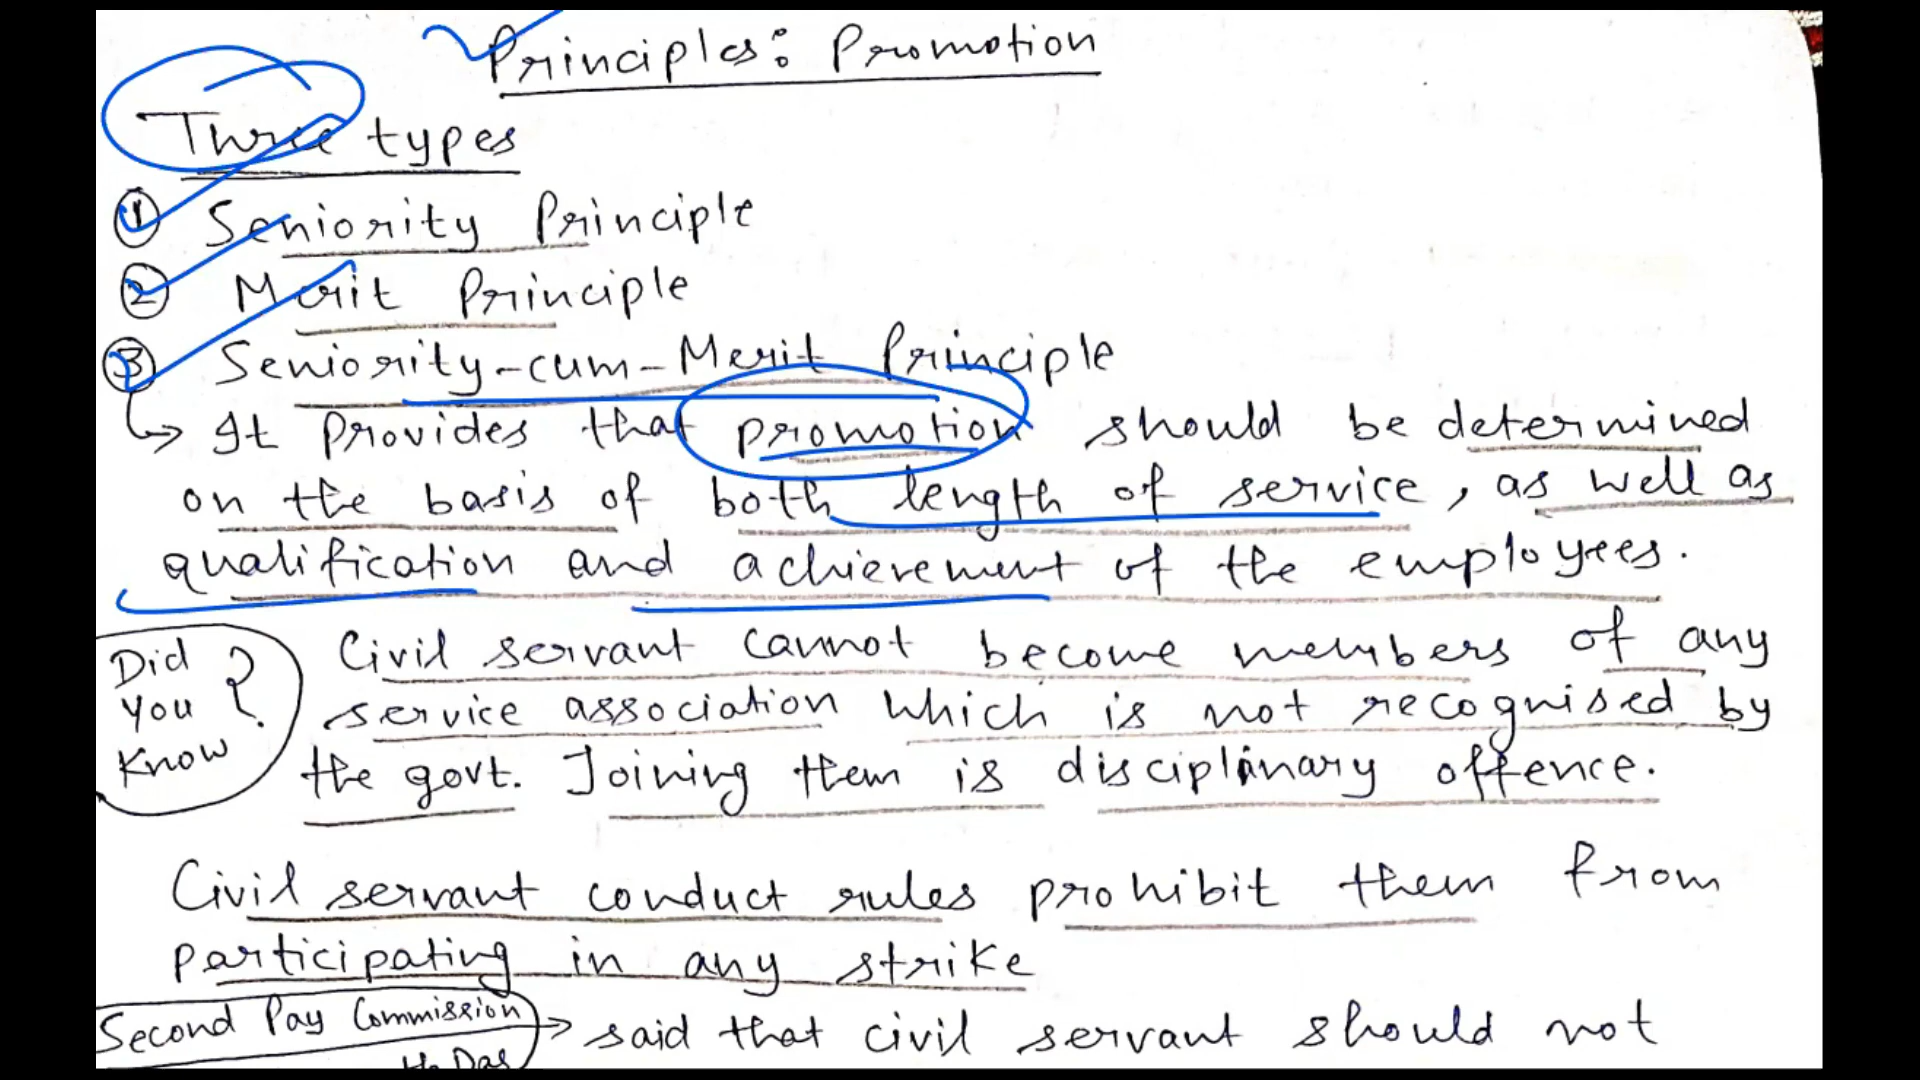 Principles: Promotion
Three types
① Seniority Principle
② Merit Principle
③ Seniority-cum-Merit Principle
↳ It provides that promotion should be determined
on the basis of both length of service, as well as
qualification and achievement of the employees.
Did you know? Civil servant cannot become members of any
service association which is not recognised by
the govt. Joining them is disciplinary offence.
Civil servant conduct rules prohibit them from
participating in any strike
Second Pay Commission → said that civil servant should not